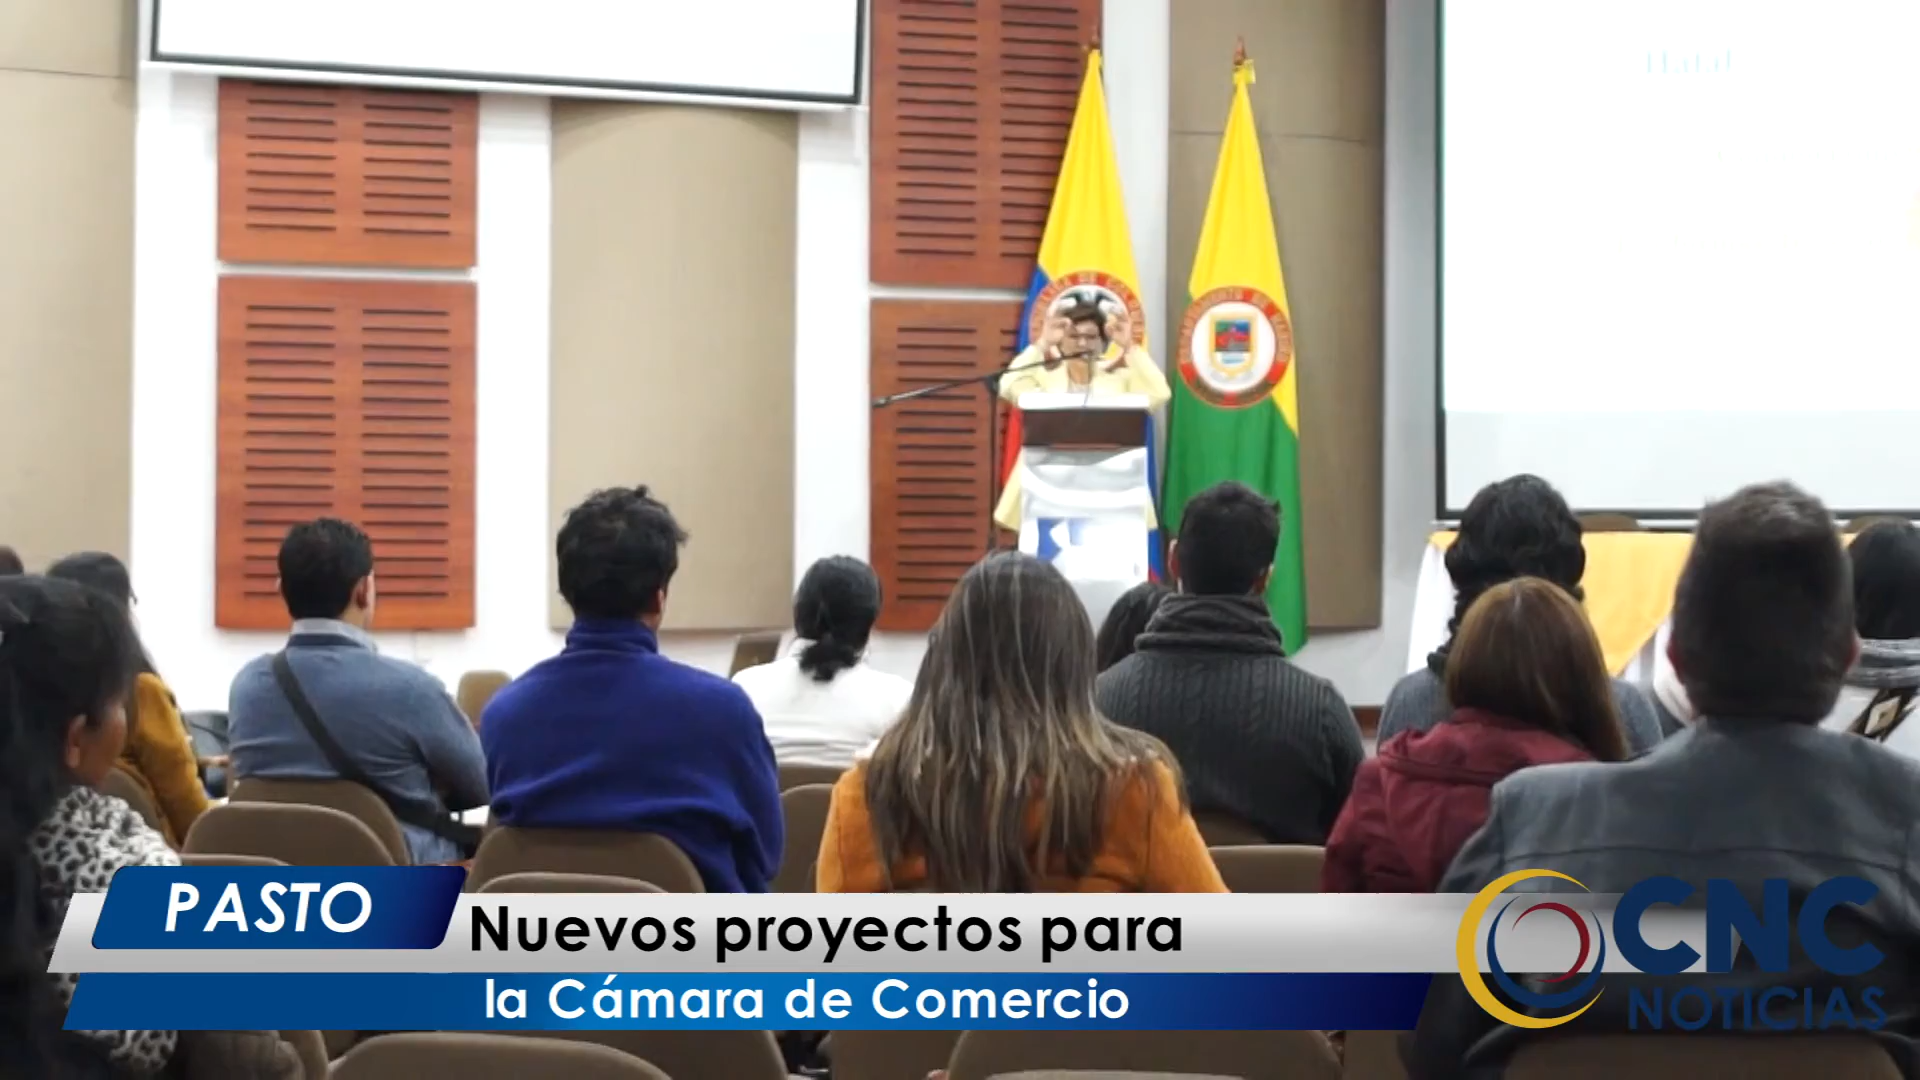 PASTO
Nuevos proyectos para
la Cámara de Comercio
CNC
NOTICIAS